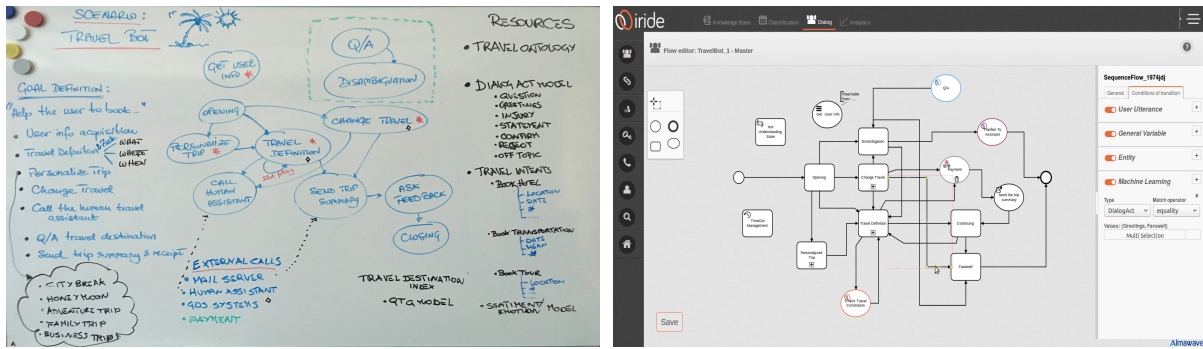 SCENARIO:
TRAVEL BOT
GOAL DEFINITION:
"Help the user to book..."
• User info acquisition
• Travel Definition
WHAT
WHERE
WHEN
• Personalize Trip
• Change Travel
• Call the human travel
assistant
• Q/A travel destination
• Send trip summary & receipt
• CITY BREAK
• HONEYMOON
• ADVENTURE TRIP
• FAMILY TRIP
• BUSINESS TRIP
GET USER
INFO *
Q/A
DISAMBIGUATION
OPENING
CHANGE TRAVEL *
PERSONALIZE
TRIP *
TRAVEL *
DEFINITION
Slot filling
CALL
HUMAN
ASSISTANT
SEND TRIP
SUMMARY
ASK
FEEDBACK
CLOSING
EXTERNAL CALLS
• MAIL SERVER
• HUMAN ASSISTANT
• GDS SYSTEMS
• PAYMENT
TRAVEL DESTINATION
INDEX
• QTG MODEL
RESOURCES
• TRAVEL ONTOLOGY
• DIALOG ACT MODEL
• QUESTION
• GREETINGS
• INJURY
• STATEMENT
• CONFIRM
• REJECT
• OFF TOPIC
• TRAVEL INTENTS
• BOOK HOTEL
LOCATION
DATE
• BOOK TRANSPORTATION
DATE
MEAN
• BOOK TOUR
LOCATION
• SENTIMENT/
EMOTION MODEL
iride
Knowledge Base
Classification
Dialog
Analytics
Flow editor: TravelBot_1 - Master
Q/A
Reachable
from: ...
Get User Info
Not
Understanding
State
Disambiguation
Transfer To
Assistant
Opening
Change Travel
Payment
Send the trip
summary
TimeOut
Management
Travel Definition
Continuing
Personalized
Trip
Farewell
Extract Travel
Constraints
Save
SequenceFlow_1974jdj
General
Conditions of transition
User Utterance
General Variable
+
Entity
+
Machine Learning
+
x
Type
Match operator
DialogAct
equality
Values: (Greetings, Farewell)
Multi Selection
Almawave